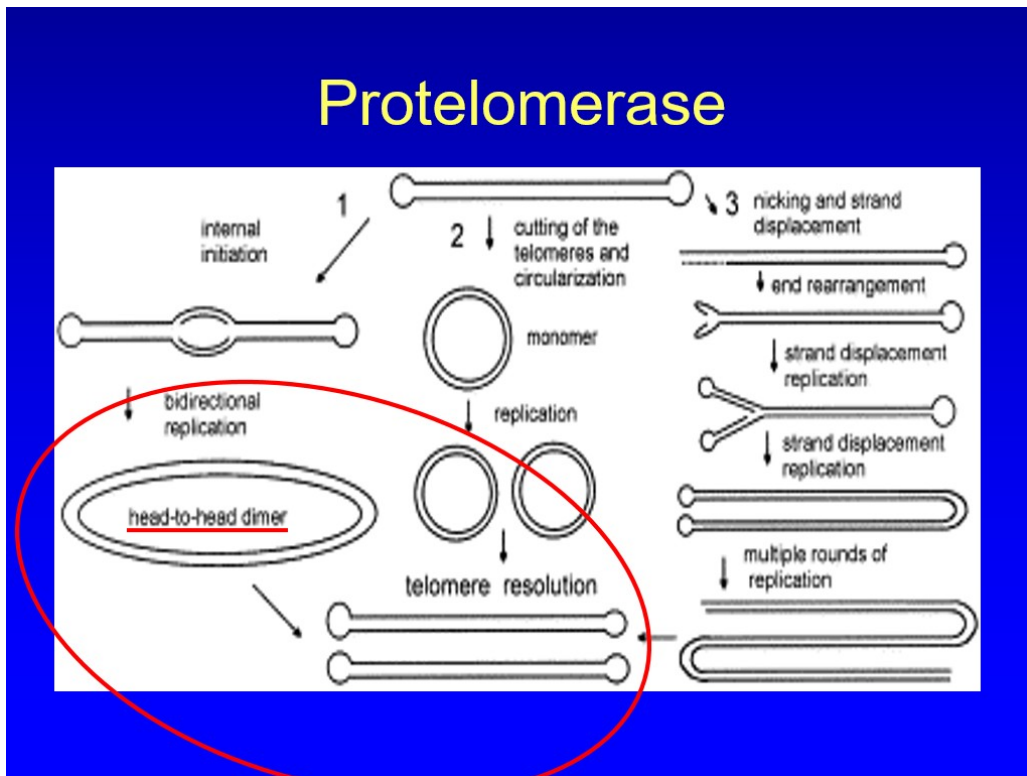 Protelomerase
1
internal
initiation
2
cutting of the
telomeres and
circularization
3
nicking and strand
displacement
end rearrangement
monomer
strand displacement
replication
bidirectional
replication
replication
strand displacement
replication
head-to-head dimer
multiple rounds of
replication
telomere resolution